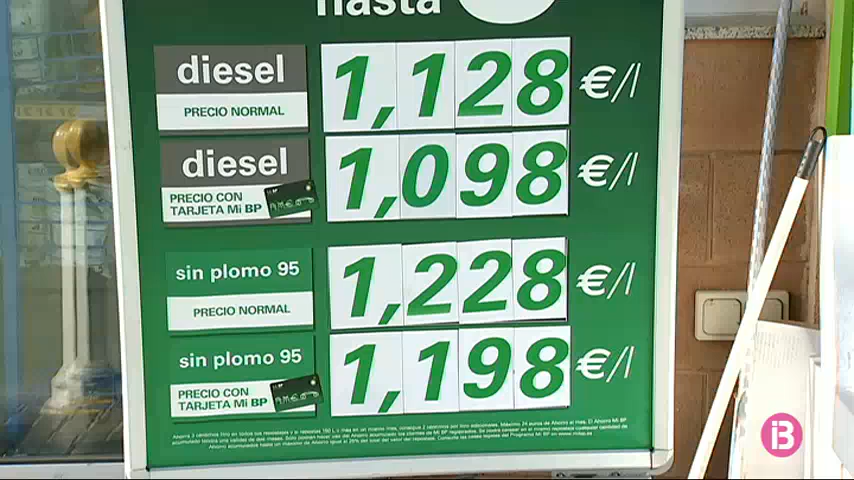 hasta
diesel 1,128 €/l
PRECIO NORMAL
diesel 1,098 €/l
PRECIO CON
TARJETA Mi BP
sin plomo 95 1,228 €/l
PRECIO NORMAL
sin plomo 95 1,198 €/l
PRECIO CON
TARJETA Mi BP
iB3